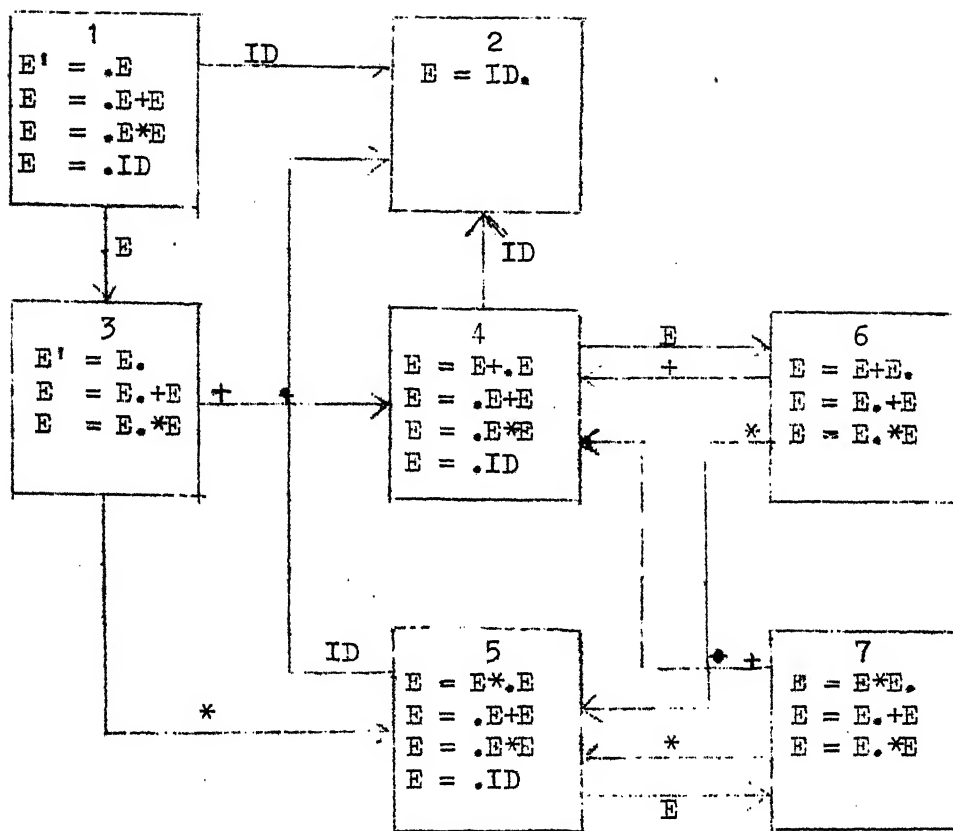 1
E' = .E
E = .E+E
E = .E*E
E = .ID
ID
2
E = ID.
E
ID
3
E' = E.
E = E.+E
E = E.*E
+
4
E = E+.E
E = .E+E
E = .E*E
E = .ID
E
+
*
6
E = E+E.
E = E.+E
E = E.*E
*
ID
5
E = E*.E
E = .E+E
E = .E*E
E = .ID
+
*
E
7
E = E*E.
E = E.+E
E = E.*E